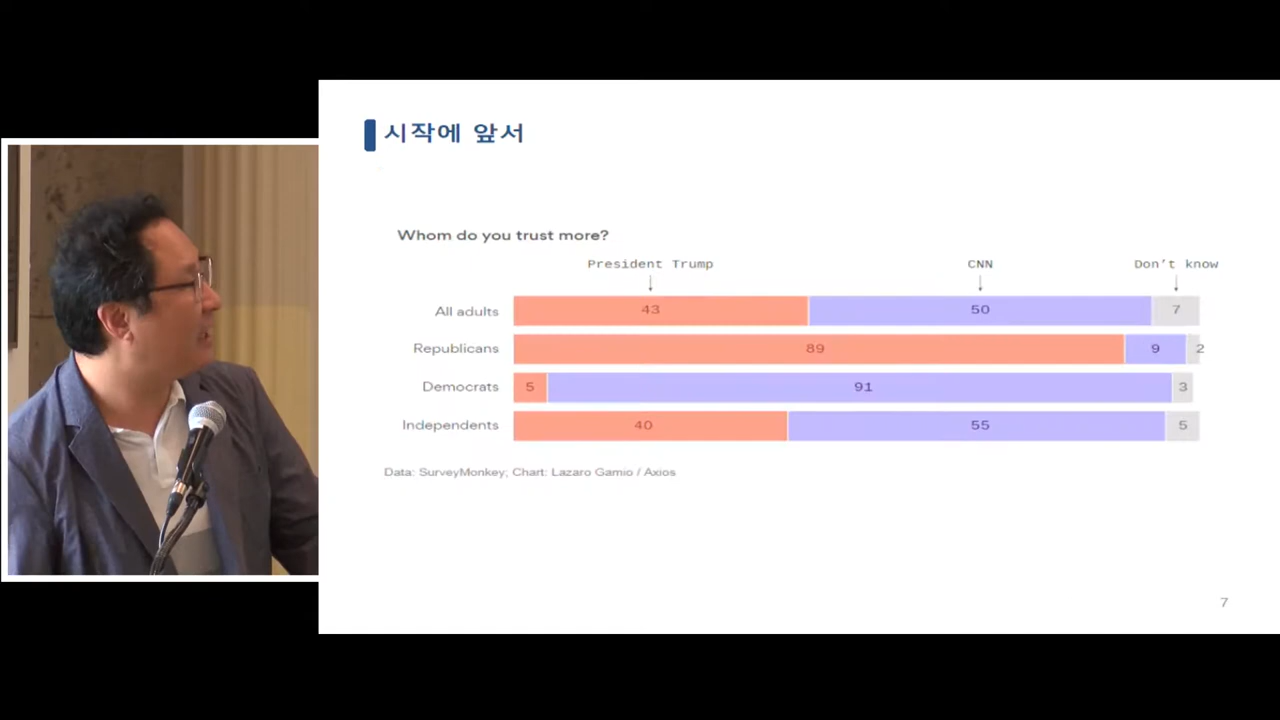 시작에 앞서
Whom do you trust more?
President Trump CNN Don't know
All adults 43 50 7
Republicans 89 9 2
Democrats 5 91 3
Independents 40 55 5
Data: SurveyMonkey; Chart: Lazaro Gamio / Axios
7